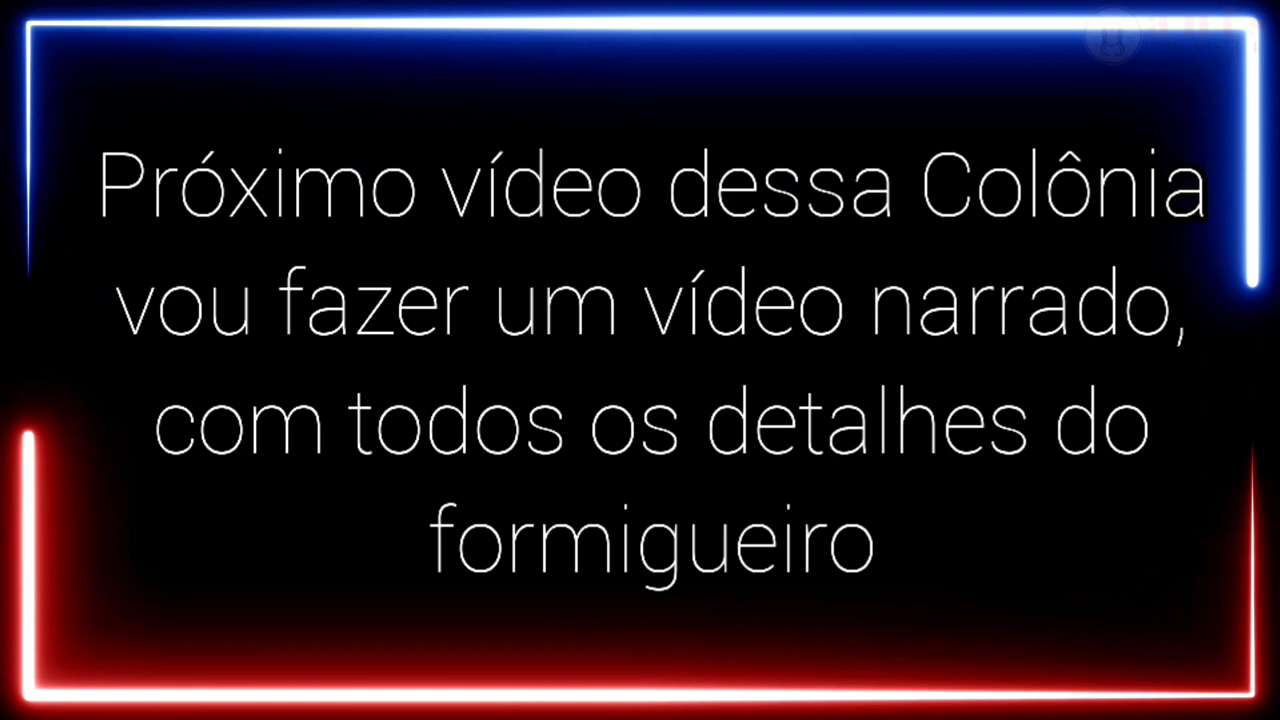 Próximo vídeo dessa Colônia
vou fazer um vídeo narrado,
com todos os detalhes do
formigueiro